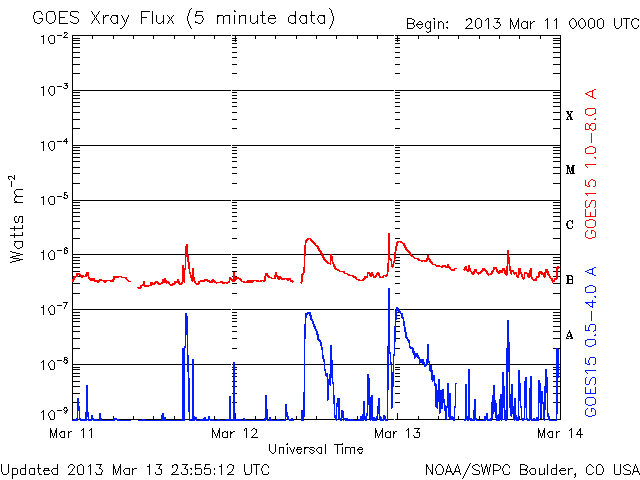 GOES Xray Flux (5 minute data)
Begin: 2013 Mar 11 0000 UTC
10⁻²
10⁻³
10⁻⁴
10⁻⁵
10⁻⁶
10⁻⁷
10⁻⁸
10⁻⁹
Watts m⁻²
X
M
C
B
A
GOES15 1.0-8.0 A
GOES15 0.5-4.0 A
Mar 11
Mar 12
Mar 13
Mar 14
Universal Time
Updated 2013 Mar 13 23:55:12 UTC
NOAA/SWPC Boulder, CO USA